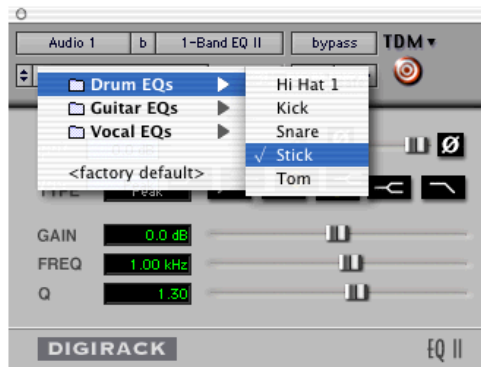 Audio 1 b 1-Band EQ II bypass TDM
Drum EQs
Guitar EQs
Vocal EQs
<factory default>
Hi Hat 1
Kick
Snare
✓ Stick
Tom
TYPE Peak
GAIN 0.0 dB
FREQ 1.00 kHz
Q 1.30
DIGIRACK EQ II